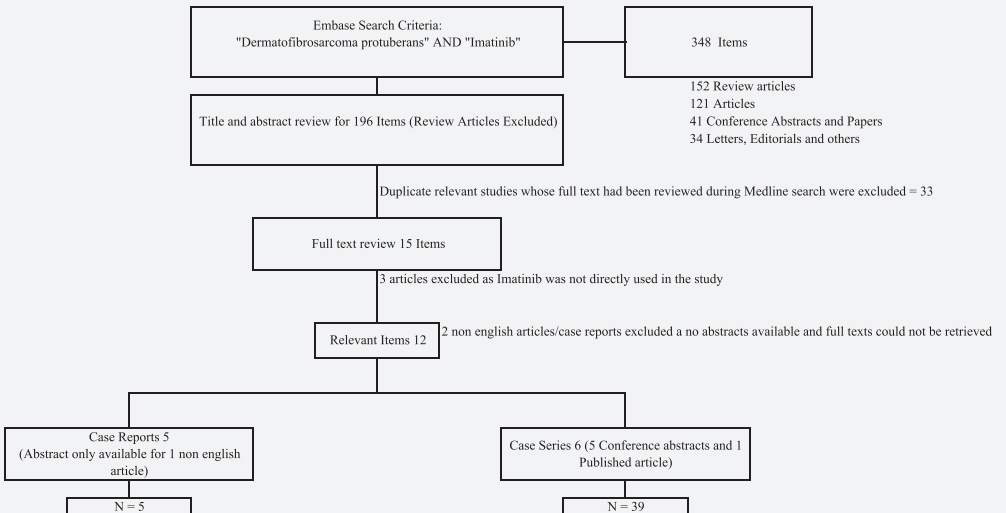 Embase Search Criteria:
"Dermatofibrosarcoma protuberans" AND "Imatinib"
348 Items
152 Review articles
121 Articles
41 Conference Abstracts and Papers
34 Letters, Editorials and others
Title and abstract review for 196 Items (Review Articles Excluded)
Duplicate relevant studies whose full text had been reviewed during Medline search were excluded = 33
Full text review 15 Items
3 articles excluded as Imatinib was not directly used in the study
Relevant Items 12
2 non english articles/case reports excluded a no abstracts available and full texts could not be retrieved
Case Reports 5
(Abstract only available for 1 non english
article)
N = 5
Case Series 6 (5 Conference abstracts and 1
Published article)
N = 39